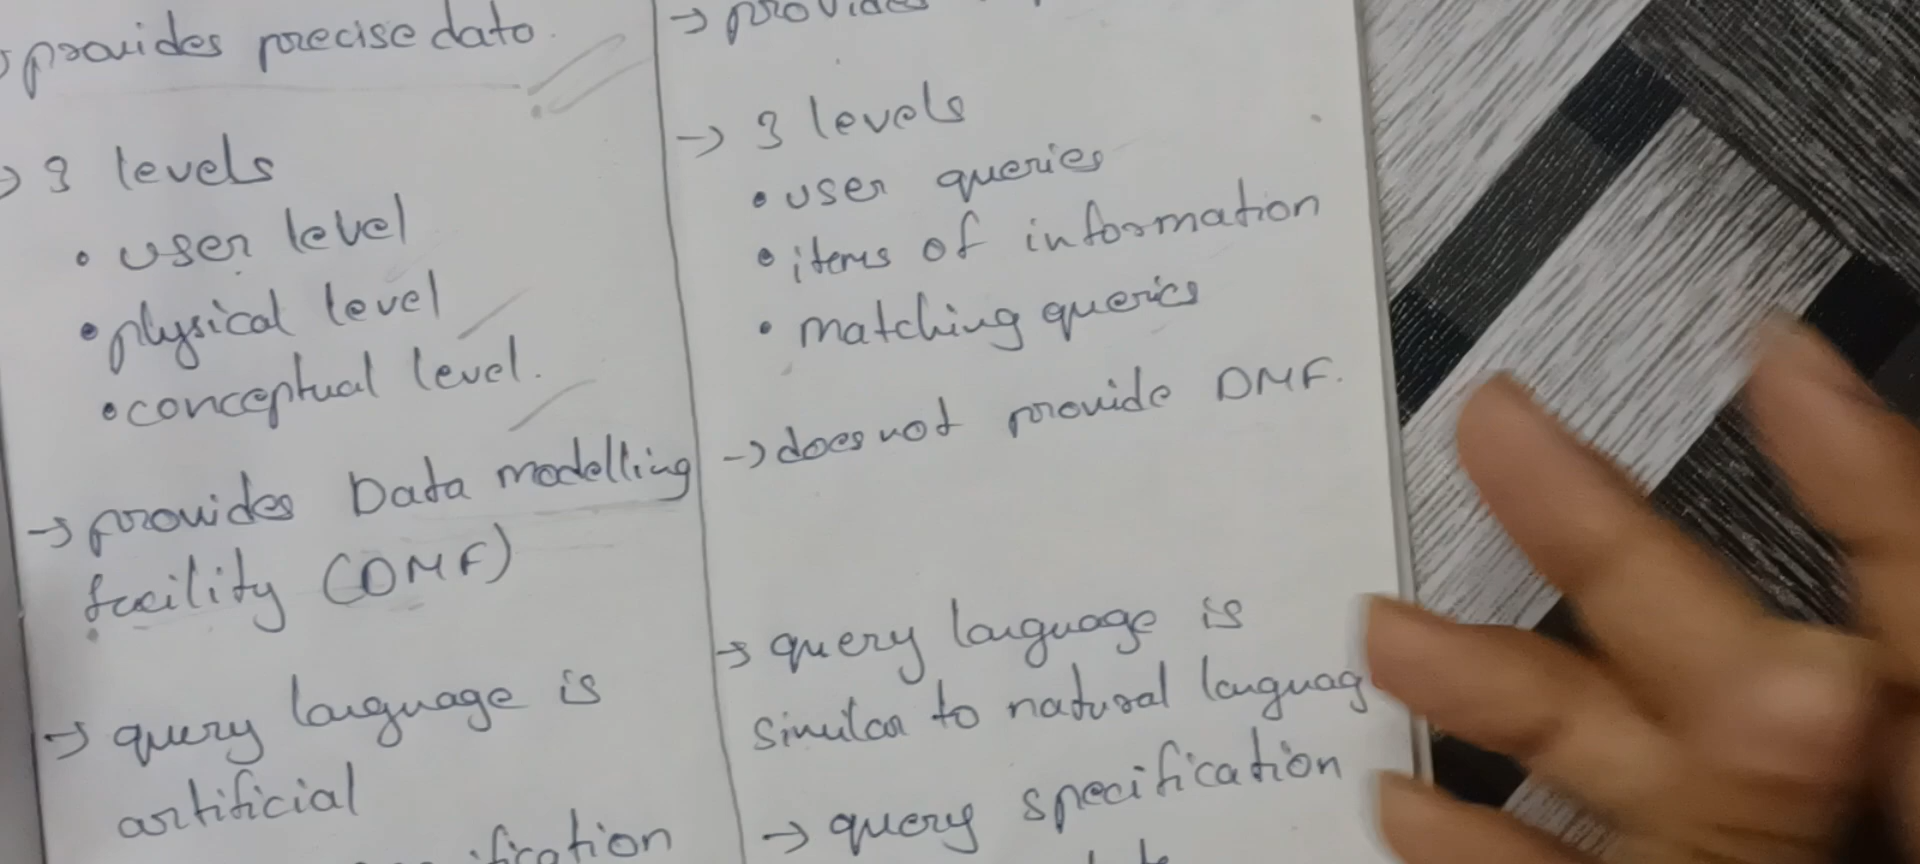 provides precise data.
→ 3 levels
• user level
• physical level
• conceptual level.
→ provides Data modelling
facility (DMF)
→ query language is
artificial
→ provides
→ 3 levels
• user queries
• items of information
• matching queries
→ does not provide DMF.
→ query language is
similar to natural languag
→ query specification